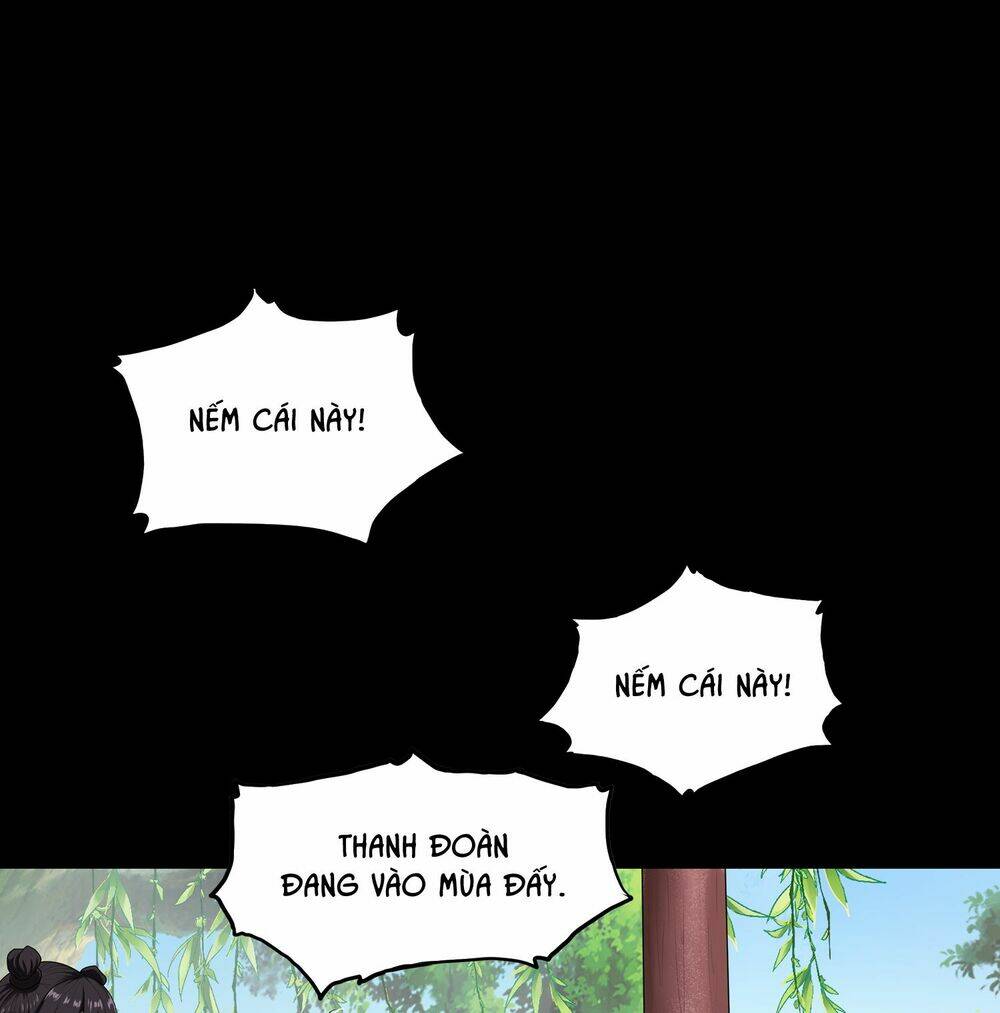 NẾM CÁI NÀY!
NẾM CÁI NÀY!
THANH ĐOÀN
ĐANG VÀO MÙA ĐẤY.